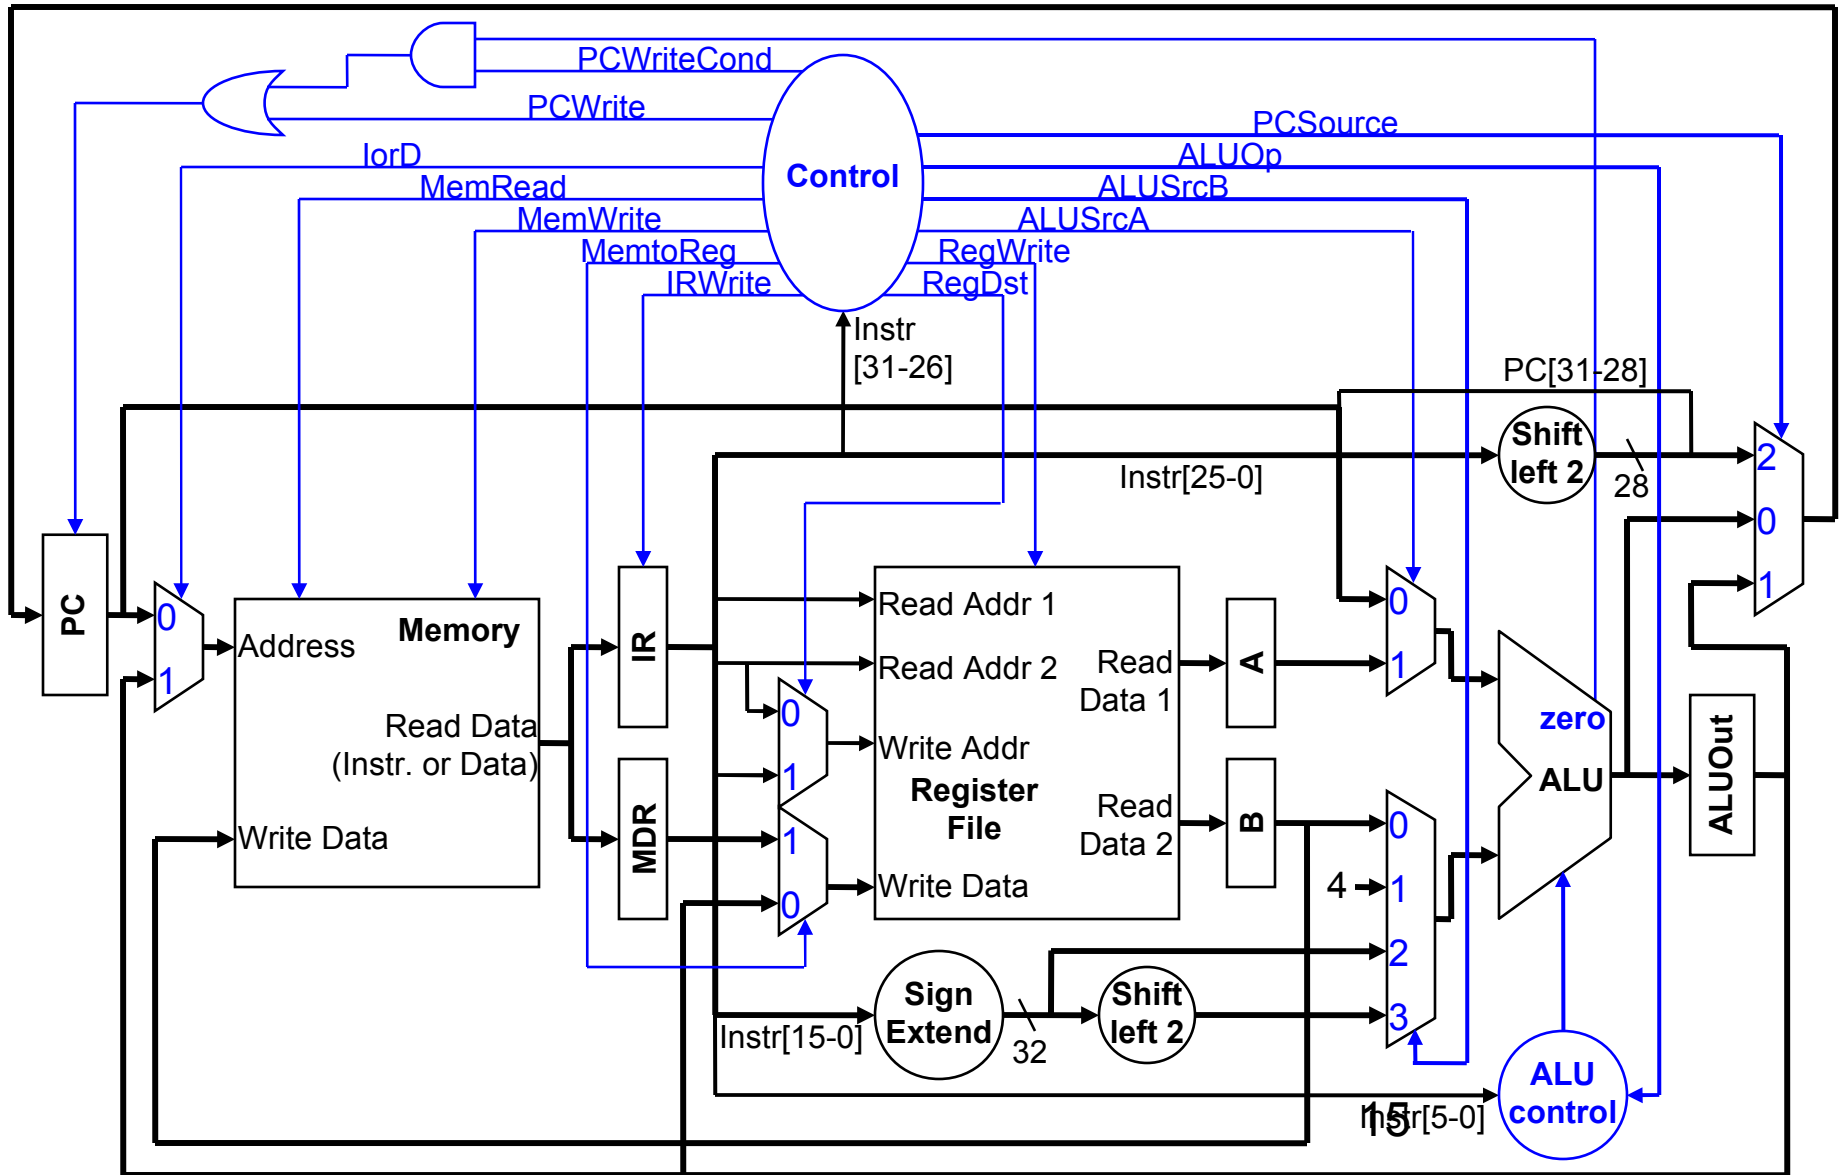 PCWriteCond
PCWrite
PCSource
IorD
ALUOp
Control
MemRead
ALUSrcB
MemWrite
ALUSrcA
MemtoReg
RegWrite
IRWrite
RegDst
Instr
[31-26]
PC[31-28]
Shift
left 2
Instr[25-0]
28
2
0
1
PC
0
1
Address
Memory
Read Data
(Instr. or Data)
Write Data
IR
MDR
0
1
1
0
Read Addr 1
Read Addr 2
Read
Data 1
Write Addr
Register
File
Read
Data 2
Write Data
A
B
0
1
0
4
1
2
3
zero
ALU
ALUOut
Sign
Extend
Shift
left 2
Instr[15-0]
32
ALU
control
Instr[5-0]
15